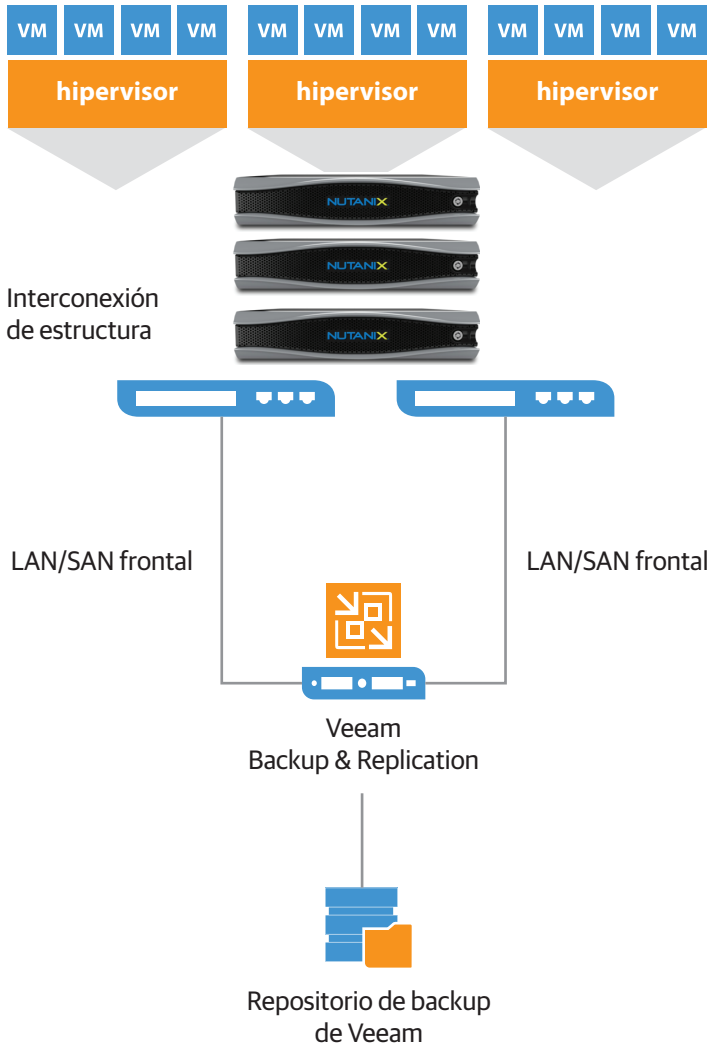 VM VM VM VM VM VM VM VM VM VM VM VM
hipervisor hipervisor hipervisor
NUTANIX
NUTANIX
NUTANIX
Interconexión
de estructura
LAN/SAN frontal
LAN/SAN frontal
Veeam
Backup & Replication
Repositorio de backup
de Veeam